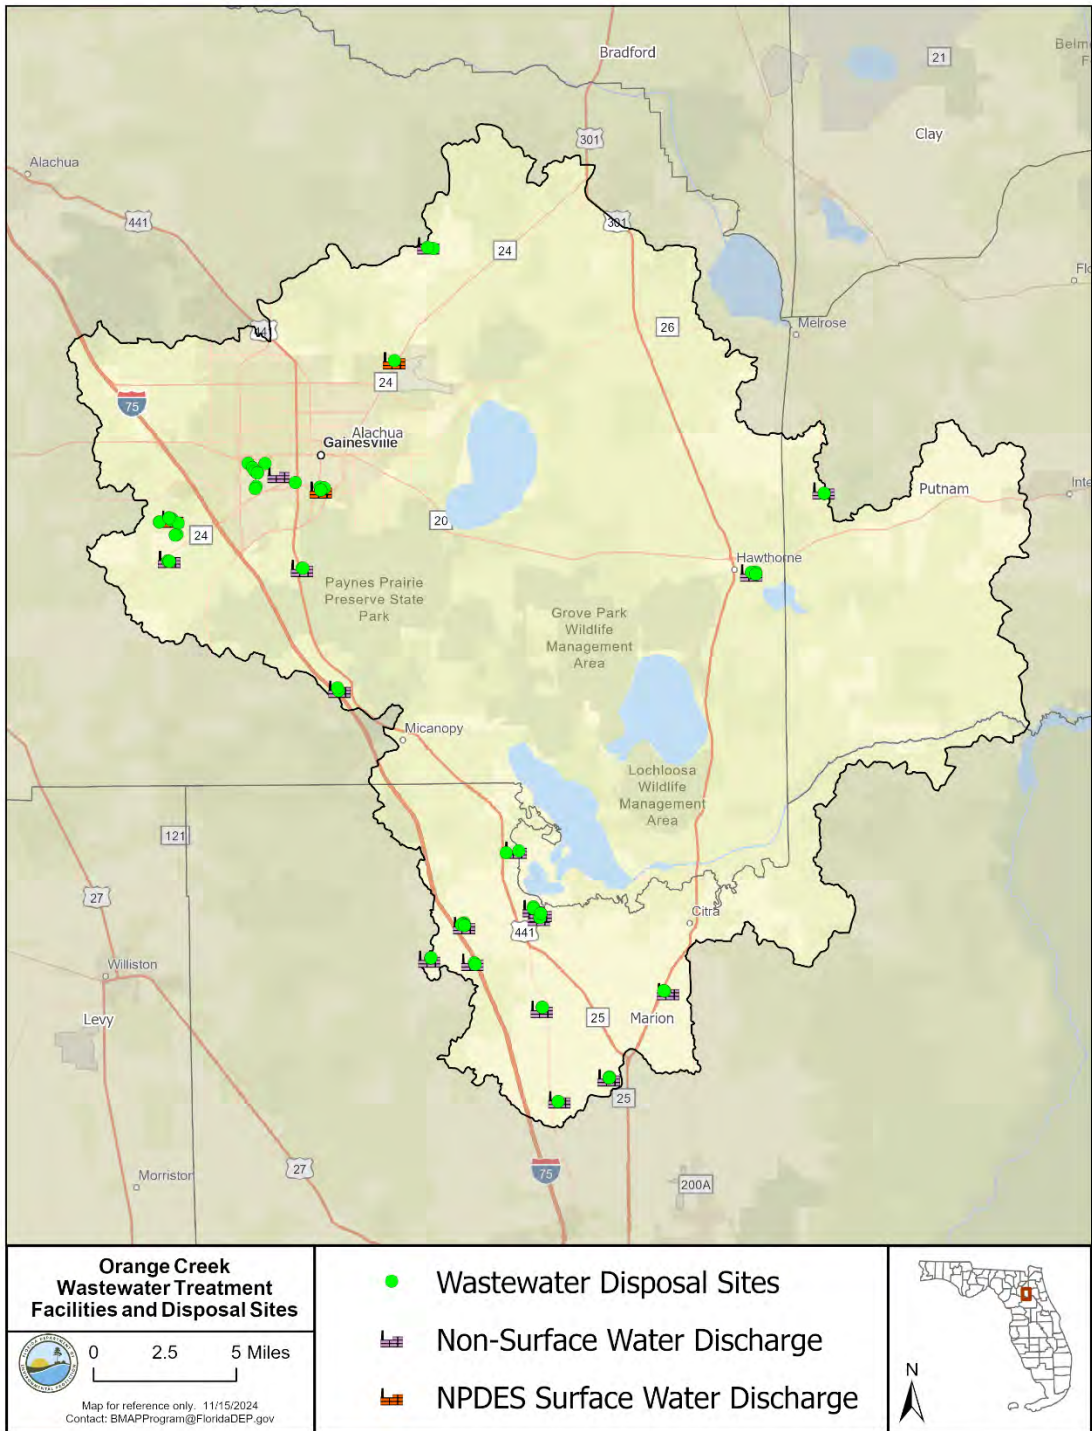 Bradford
Belm
F
21
Clay
301
Alachua
441
301
24
Flo
Melrose
26
441
24
75
Alachua
Gainesville
Putnam
Inte
20
24
Hawthorne
Paynes Prairie
Preserve State
Park
Grove Park
Wildlife
Management
Area
Micanopy
Lochloosa
Wildlife
Management
Area
121
27
Citra
441
Williston
Levy
25
Marion
25
27
75
Morriston
200A
Orange Creek
Wastewater Treatment
Facilities and Disposal Sites
0 2.5 5 Miles
Map for reference only. 11/15/2024
Contact: BMAPProgram@FloridaDEP.gov
Wastewater Disposal Sites
Non-Surface Water Discharge
NPDES Surface Water Discharge
N